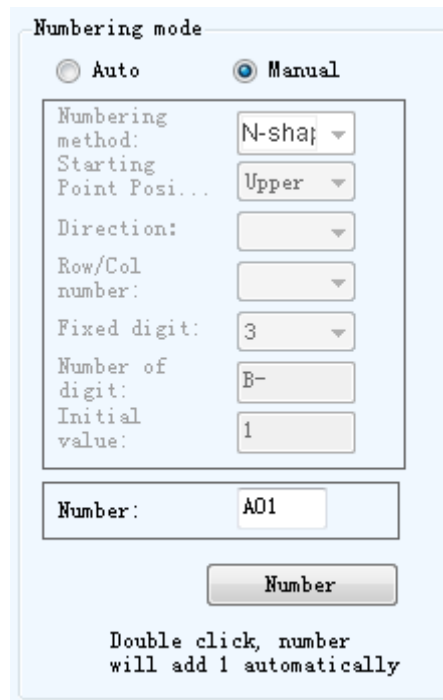 Numbering mode
Auto Manual
Numbering
method: N-shap
Starting
Point Posi... Upper
Direction:
Row/Col
number:
Fixed digit: 3
Number of
digit: B-
Initial
value: 1
Number: A01
Number
Double click, number
will add 1 automatically